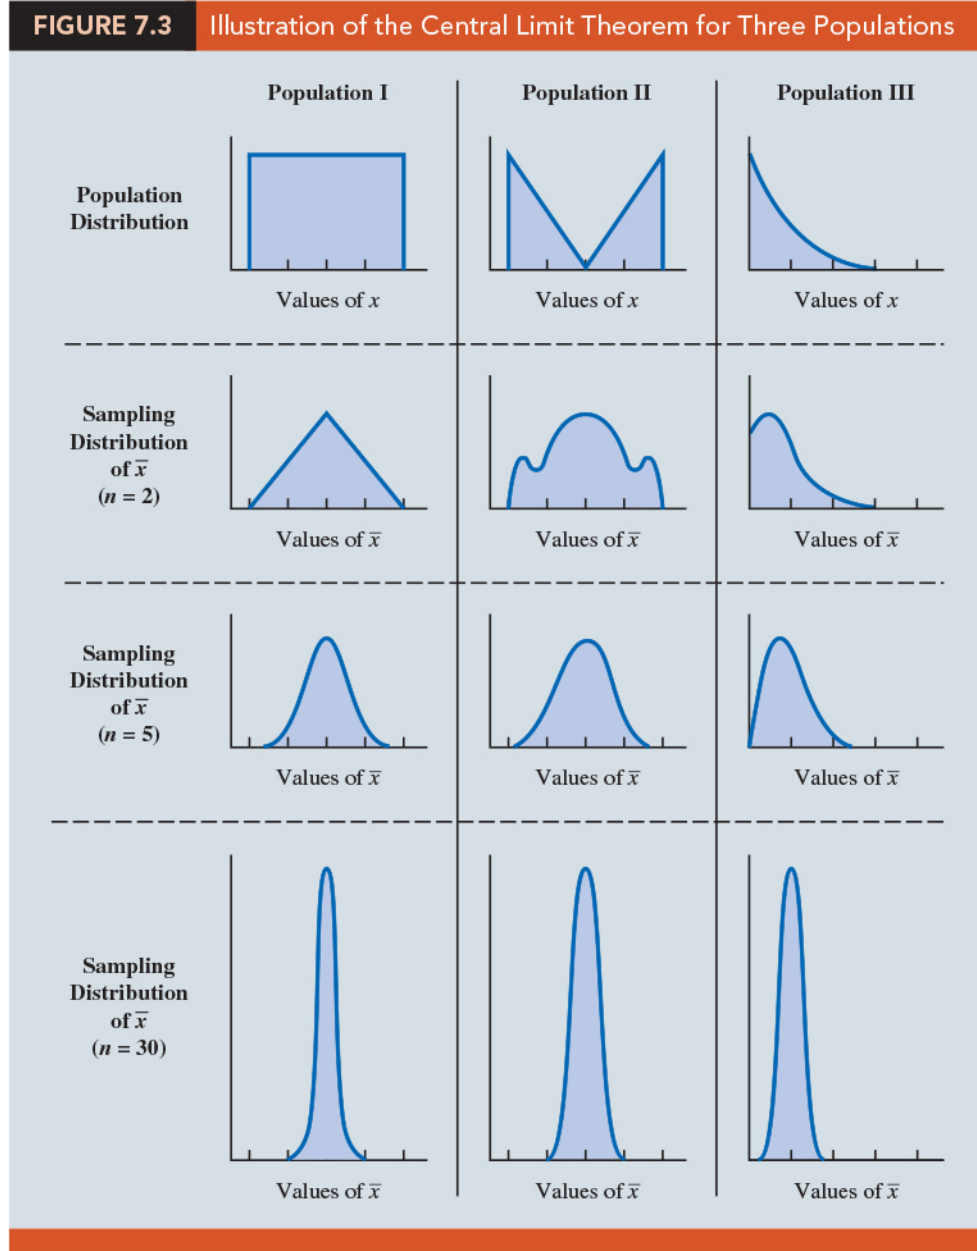 FIGURE 7.3 Illustration of the Central Limit Theorem for Three Populations
Population I
Population II
Population III
Population
Distribution
Values of x
Values of x
Values of x
Sampling
Distribution
of x̄
(n = 2)
Values of x̄
Values of x̄
Values of x̄
Sampling
Distribution
of x̄
(n = 5)
Values of x̄
Values of x̄
Values of x̄
Sampling
Distribution
of x̄
(n = 30)
Values of x̄
Values of x̄
Values of x̄